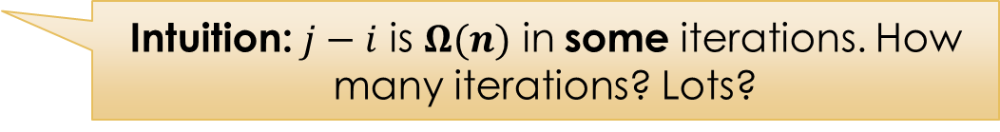 Intuition: j − i is Ω(n) in some iterations. How
many iterations? Lots?